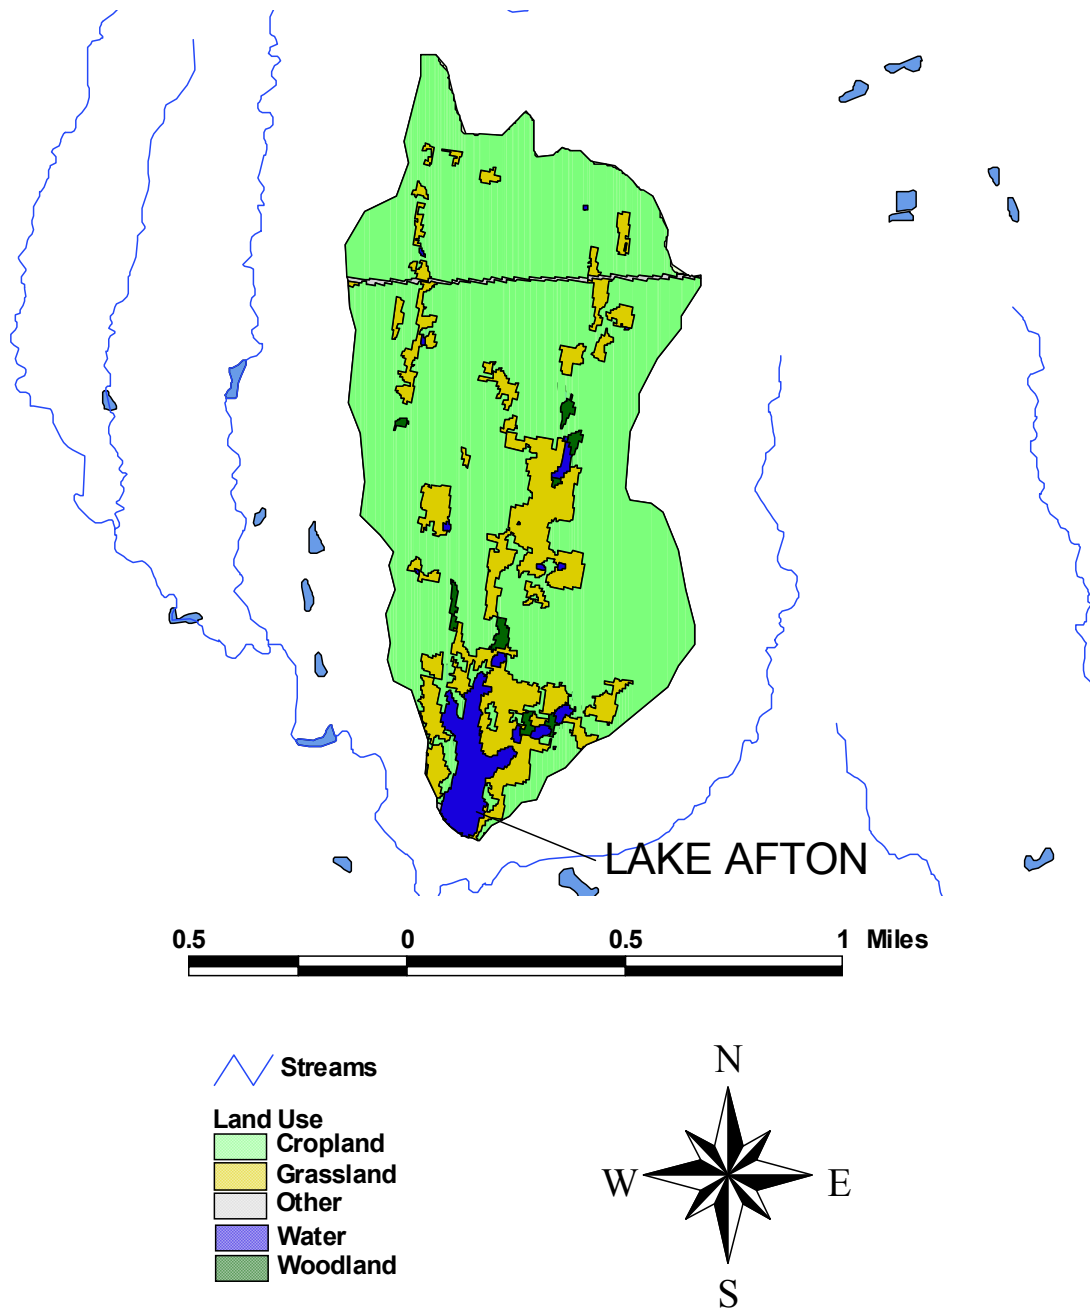 LAKE AFTON
0.5 0 0.5 1 Miles
Streams
Land Use
Cropland
Grassland
Other
Water
Woodland
N
W E
S